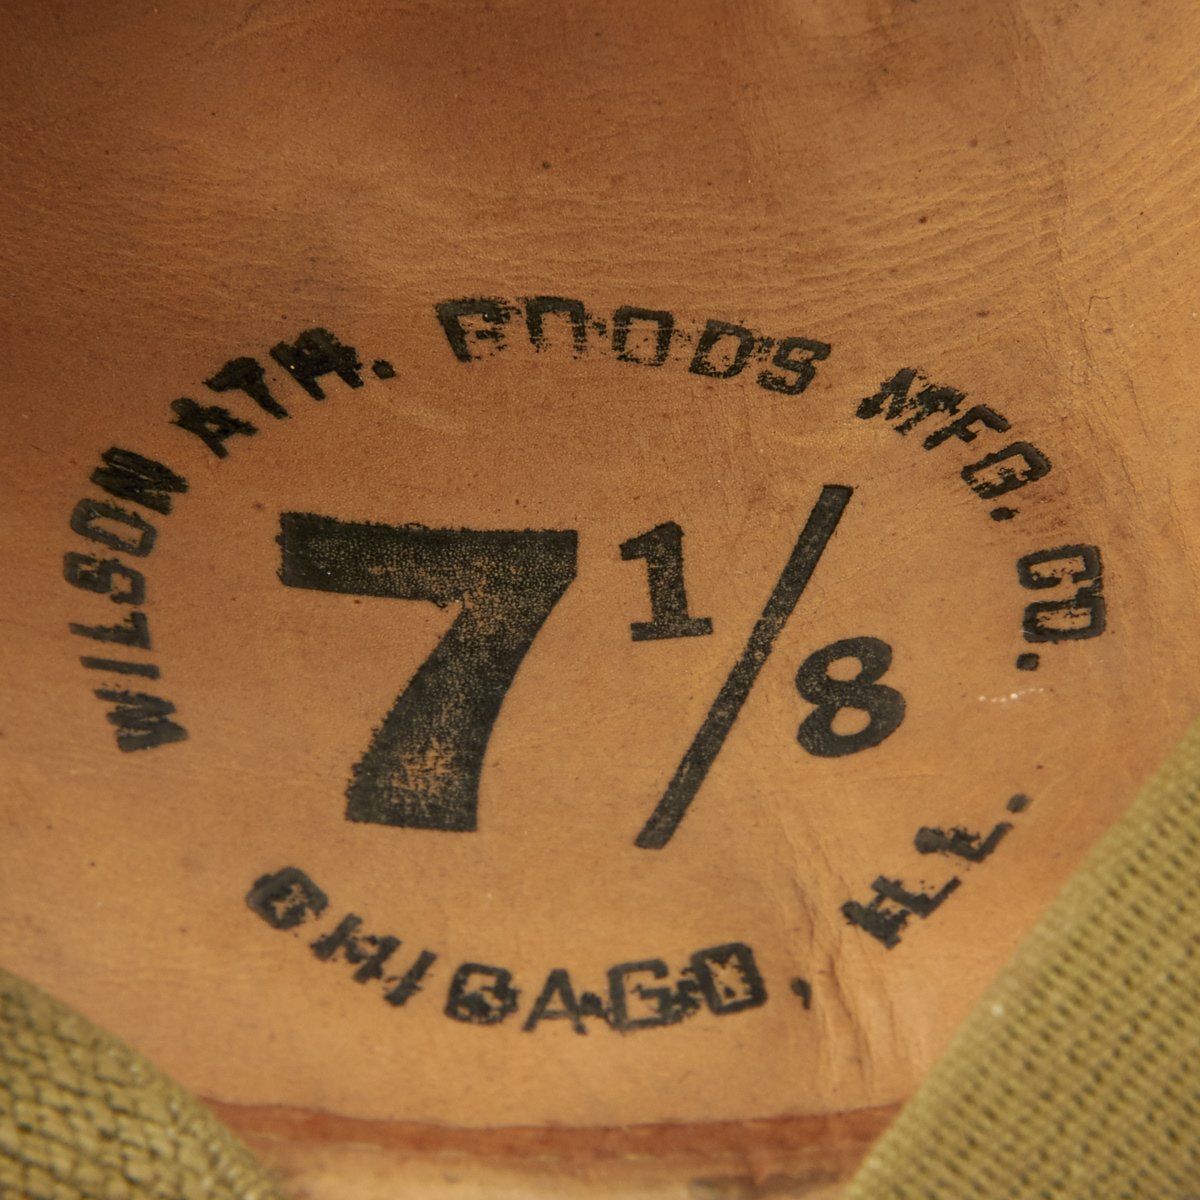 WILSON ATH. GOODS MFG. CO.
7 1/8
CHICAGO, ILL.